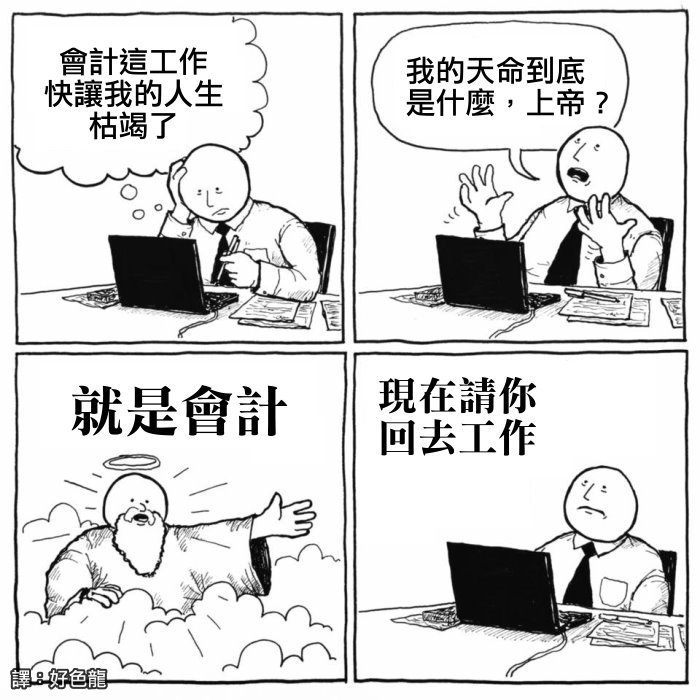 會計這工作
快讓我的人生
枯竭了
我的天命到底
是什麼，上帝？
就是會計
現在請你
回去工作
譯：好色龍